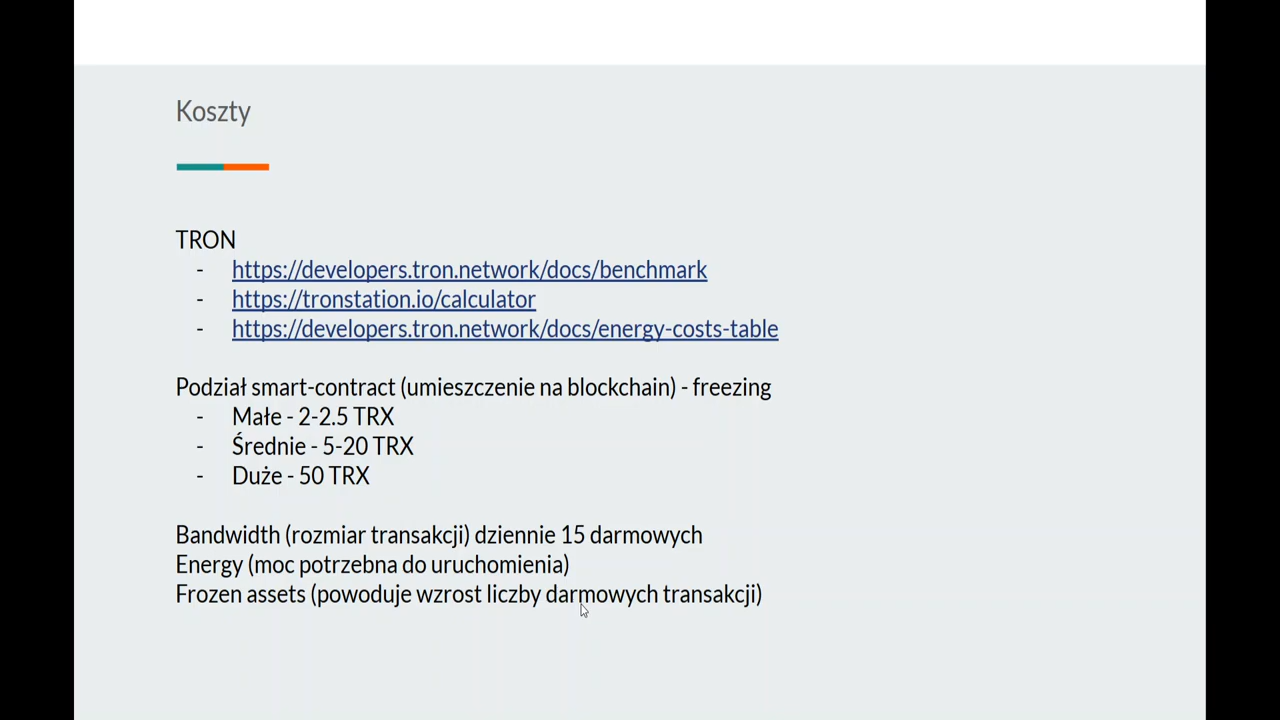 Koszty
TRON
- https://developers.tron.network/docs/benchmark
- https://tronstation.io/calculator
- https://developers.tron.network/docs/energy-costs-table
Podział smart-contract (umieszczenie na blockchain) - freezing
- Małe - 2-2.5 TRX
- Średnie - 5-20 TRX
- Duże - 50 TRX
Bandwidth (rozmiar transakcji) dziennie 15 darmowych
Energy (moc potrzebna do uruchomienia)
Frozen assets (powoduje wzrost liczby darmowych transakcji)